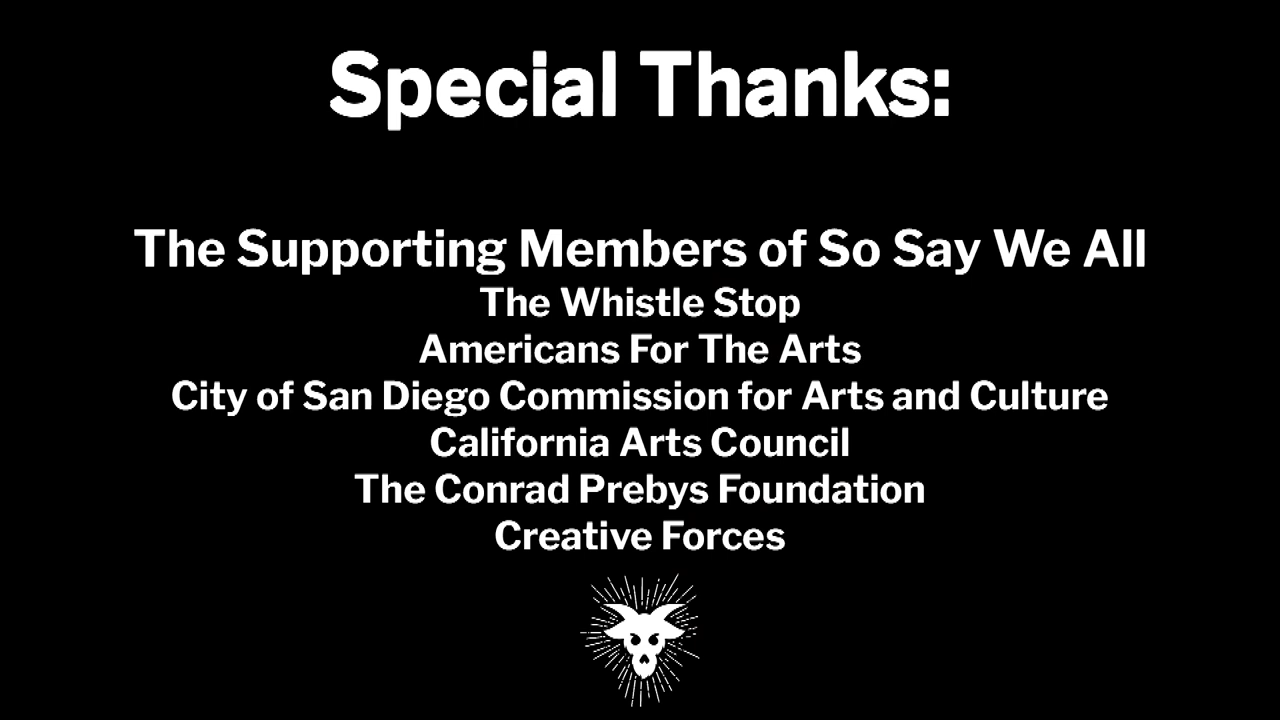 Special Thanks:
The Supporting Members of So Say We All
The Whistle Stop
Americans For The Arts
City of San Diego Commission for Arts and Culture
California Arts Council
The Conrad Prebys Foundation
Creative Forces